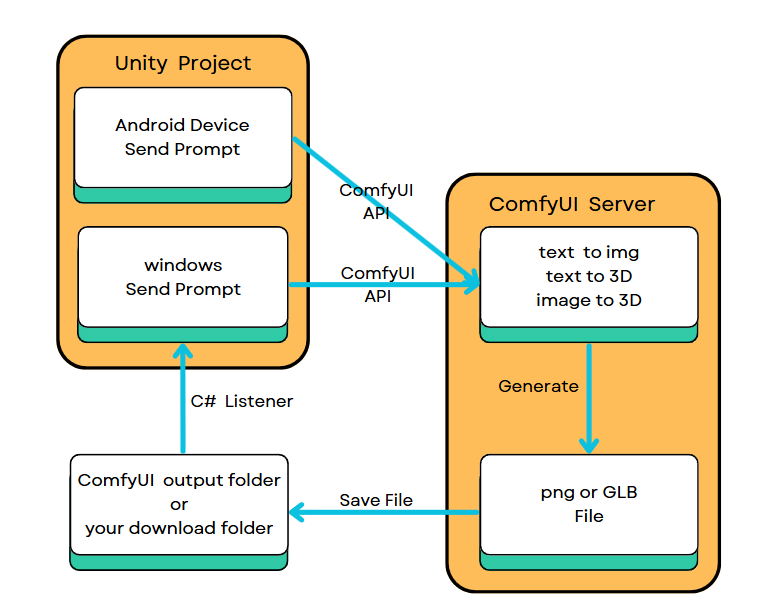 Unity Project
Android Device
Send Prompt
windows
Send Prompt
ComfyUI
API
ComfyUI
API
ComfyUI Server
text to img
text to 3D
image to 3D
Generate
png or GLB
File
Save File
ComfyUI output folder
or
your download folder
C# Listener